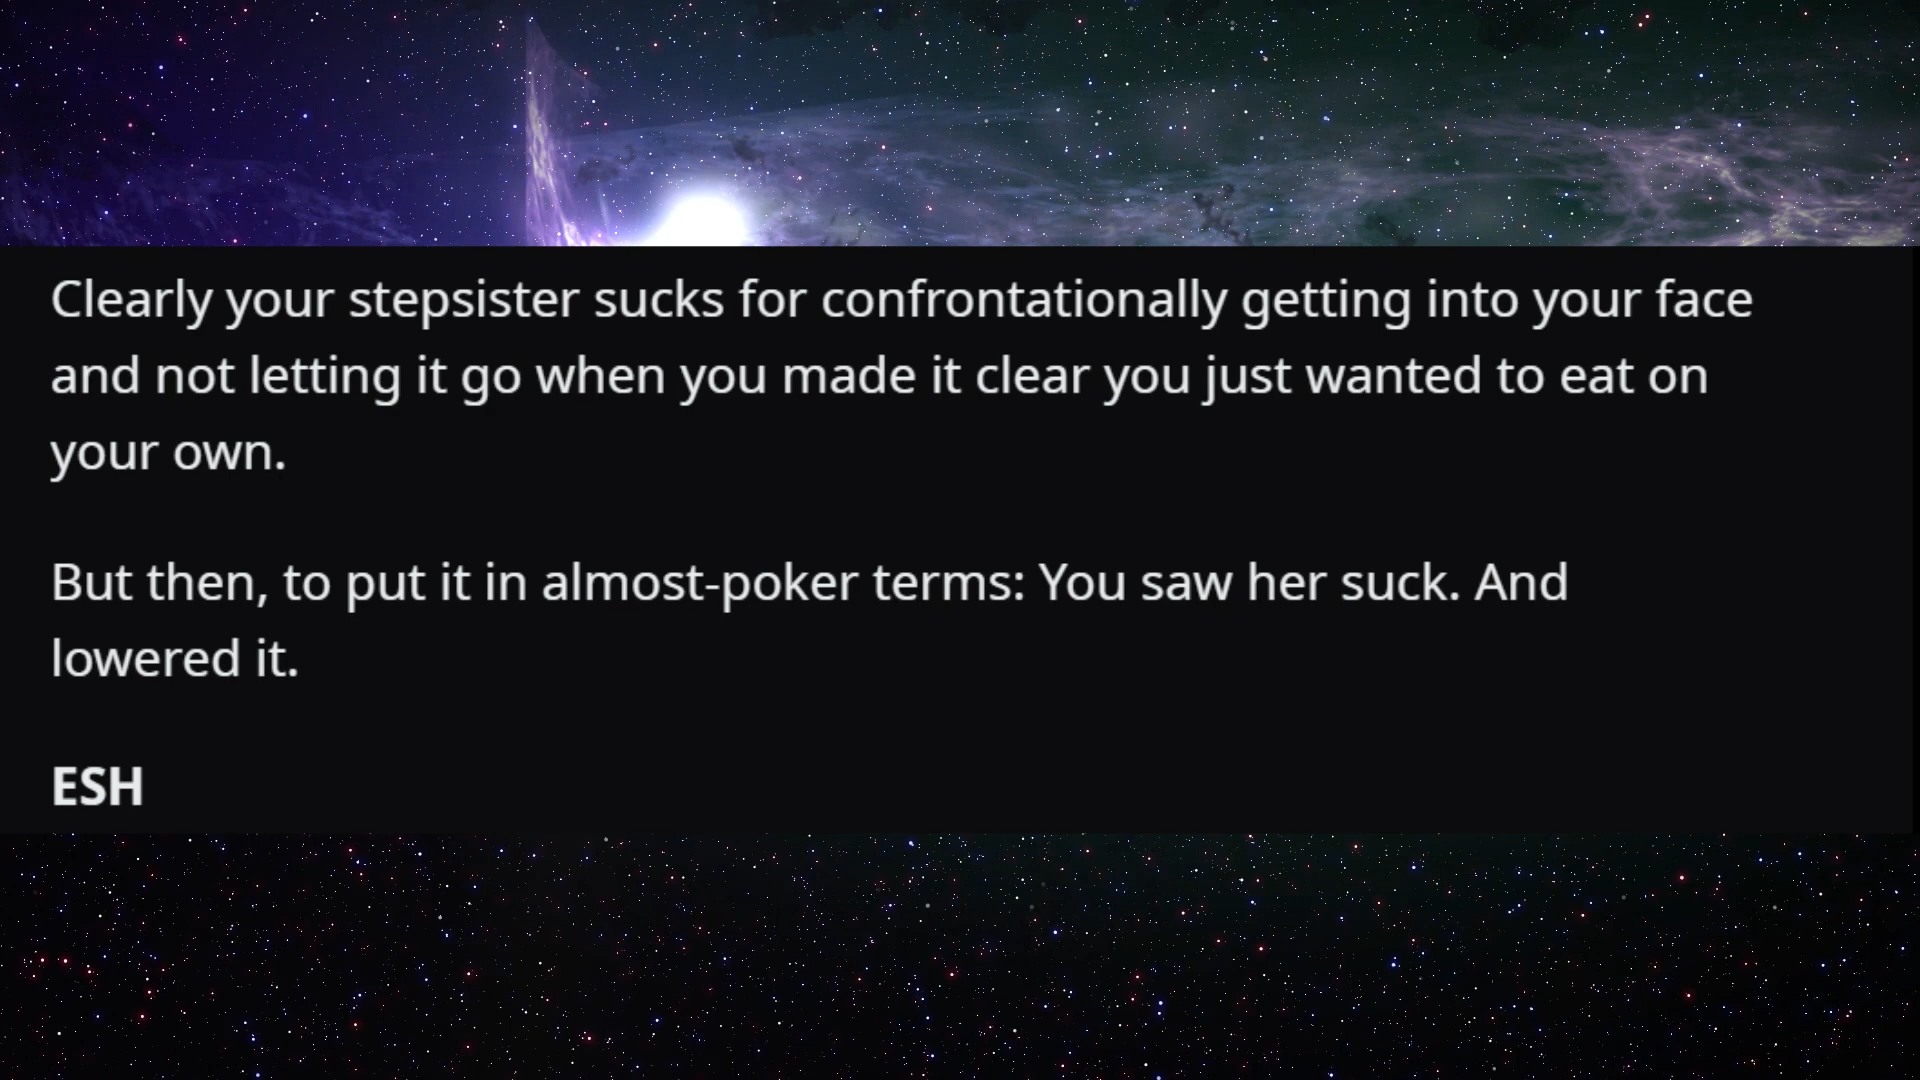 Clearly your stepsister sucks for confrontationally getting into your face
and not letting it go when you made it clear you just wanted to eat on
your own.
But then, to put it in almost-poker terms: You saw her suck. And
lowered it.
ESH